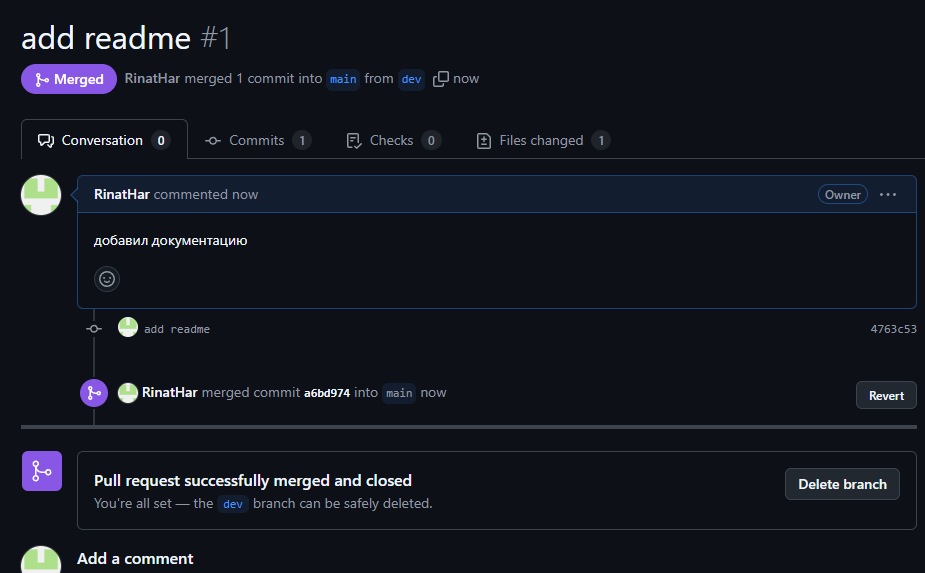 add readme #1
Merged RinatHar merged 1 commit into main from dev now
Conversation 0 Commits 1 Checks 0 Files changed 1
RinatHar commented now Owner
добавил документацию
add readme 4763c53
RinatHar merged commit a6bd974 into main now Revert
Pull request successfully merged and closed
You're all set — the dev branch can be safely deleted.
Delete branch
Add a comment